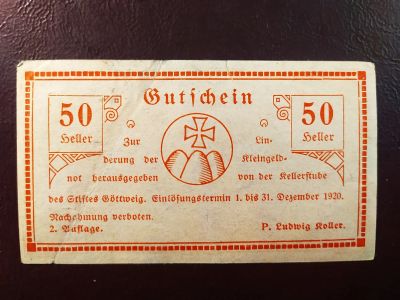 Gutschein
50 Heller
50 Heller
Zur Lin-
derung der Kleingeld-
not herausgegeben von der Kellerstube
des Stiftes Göttweig. Einlösungstermin 1. bis 31. Dezember 1920.
Nachahmung verboten.
2. Auflage. P. Ludwig Koller.